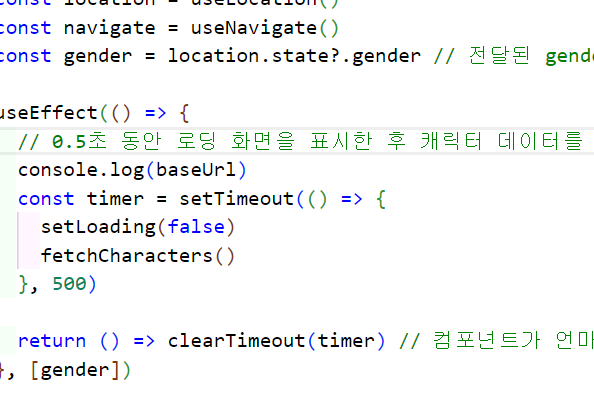 const location = useLocation()
const navigate = useNavigate()
const gender = location.state?.gender // 전달된 gend
useEffect(() => {
// 0.5초 동안 로딩 화면을 표시한 후 캐릭터 데이터를
console.log(baseUrl)
const timer = setTimeout(() => {
setLoading(false)
fetchCharacters()
}, 500)
return () => clearTimeout(timer) // 컴포넌트가 언마
}, [gender])